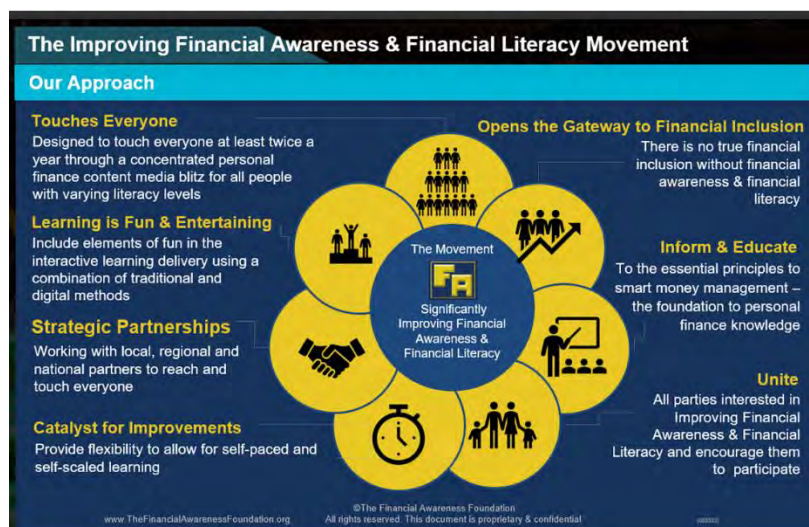 The Improving Financial Awareness & Financial Literacy Movement
Our Approach
Touches Everyone
Designed to touch everyone at least twice a
year through a concentrated personal
finance content media blitz for all people
with varying literacy levels
Learning is Fun & Entertaining
Include elements of fun in the
interactive learning delivery using a
combination of traditional and
digital methods
Strategic Partnerships
Working with local, regional and
national partners to reach and
touch everyone
Catalyst for Improvements
Provide flexibility to allow for self-paced and
self-scaled learning
The Movement
FA
Significantly
Improving Financial
Awareness &
Financial Literacy
Opens the Gateway to Financial Inclusion
There is no true financial
inclusion without financial
awareness & financial
literacy
Inform & Educate
To the essential principles to
smart money management –
the foundation to personal
finance knowledge
Unite
All parties interested in
Improving Financial
Awareness & Financial
Literacy and encourage them
to participate
www.TheFinancialAwarenessFoundation.org
©The Financial Awareness Foundation
All rights reserved. This document is proprietary & confidential